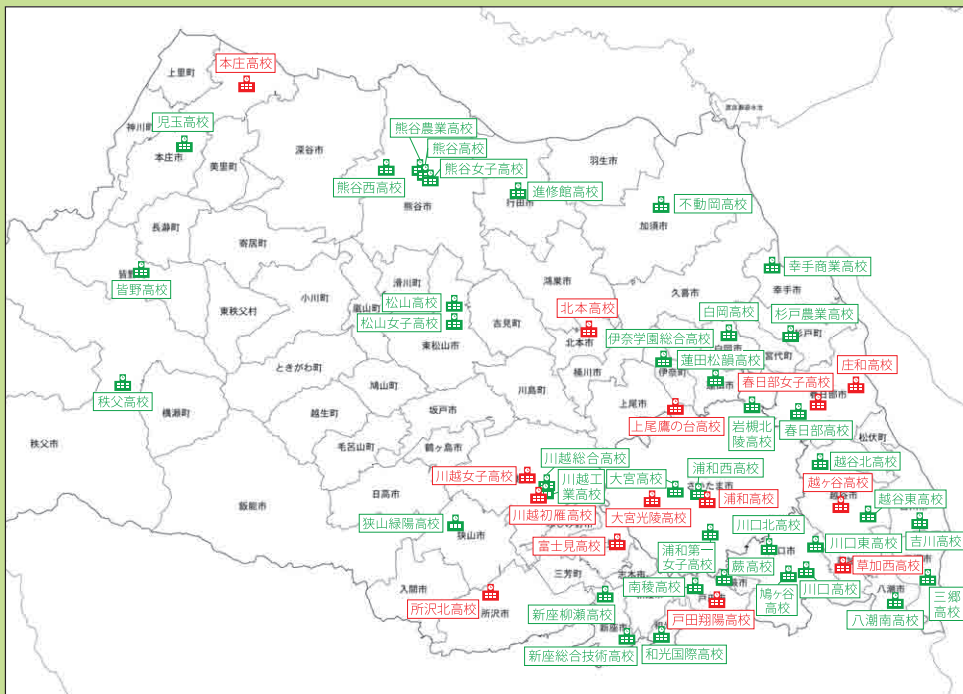 本庄高校
上里町
神川町
児玉高校
本庄市
美里町
深谷市
熊谷農業高校
熊谷高校
熊谷女子高校
熊谷西高校
熊谷市
進修館高校
行田市
羽生市
不動岡高校
加須市
長瀞町
寄居町
皆野高校
小川町
東秩父村
滑川町
嵐山町
松山高校
松山女子高校
東松山市
吉見町
鴻巣市
北本高校
北本市
久喜市
幸手商業高校
幸手市
白岡高校
杉戸農業高校
杉戸町
伊奈学園総合高校
宮代町
蓮田松韻高校
桶川市
伊奈町
春日部女子高校
庄和高校
春日部市
秩父高校
横瀬町
ときがわ町
鳩山町
川島町
上尾市
上尾鷹の台高校
岩槻北
陵高校
春日部高校
松伏町
秩父市
越生町
坂戸市
毛呂山町
鶴ヶ島市
川越女子高校
川越総合高校
川越工
業高校
大宮高校
浦和西高校
さいたま市
越谷北高校
越ヶ谷高校
越谷市
越谷東高校
日高市
飯能市
川越初雁高校
大宮光陵高校
浦和高校
狭山緑陽高校
狭山市
富士見高校
浦和第一
女子高校
川口北高校
川口東高校
吉川高校
三芳町
蕨高校
草加西高校
入間市
南稜高校
鳩ヶ谷
高校
川口高校
八潮市
三郷
高校
所沢北高校
所沢市
新座柳瀬高校
戸田翔陽高校
八潮南高校
新座市
新座総合技術高校
和光国際高校